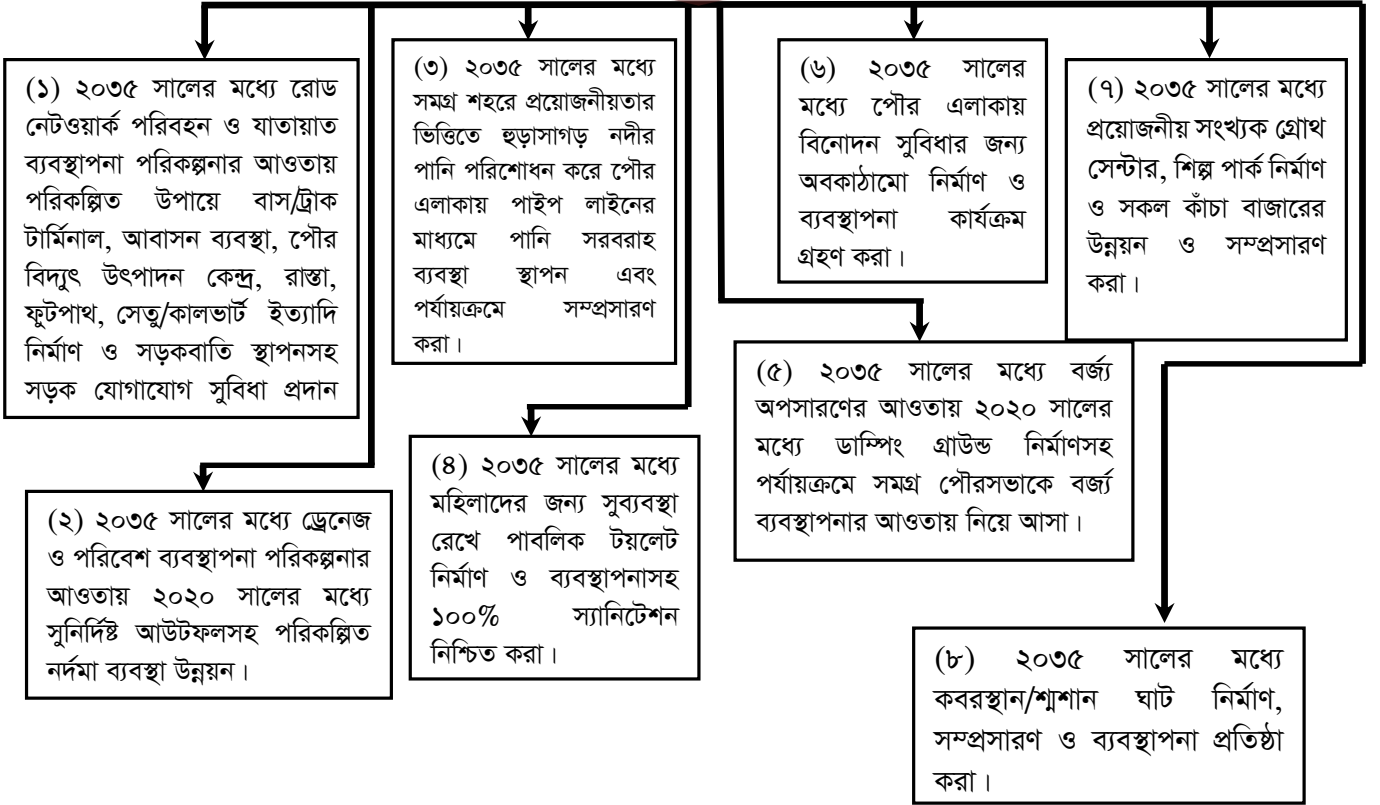 (১) ২০৩৫ সালের মধ্যে রোড
নেটওয়ার্ক পরিবহন ও যাতায়াত
ব্যবস্থাপনা পরিকল্পনার আওতায়
পরিকল্পিত উপায়ে বাস/ট্রাক
টার্মিনাল, আবাসন ব্যবস্থা, পৌর
বিদ্যুৎ উৎপাদন কেন্দ্র, রাস্তা,
ফুটপাথ, সেতু/কালভার্ট ইত্যাদি
নির্মাণ ও সড়কবাতি স্থাপনসহ
সড়ক যোগাযোগ সুবিধা প্রদান
(২) ২০৩৫ সালের মধ্যে ড্রেনেজ
ও পরিবেশ ব্যবস্থাপনা পরিকল্পনার
আওতায় ২০২০ সালের মধ্যে
সুনির্দিষ্ট আউটফলসহ পরিকল্পিত
নর্দমা ব্যবস্থা উন্নয়ন।
(৩) ২০৩৫ সালের মধ্যে
সমগ্র শহরে প্রয়োজনীয়তার
ভিত্তিতে হুড়াসাগড় নদীর
পানি পরিশোধন করে পৌর
এলাকায় পাইপ লাইনের
মাধ্যমে পানি সরবরাহ
ব্যবস্থা স্থাপন এবং
পর্যায়ক্রমে সম্প্রসারণ
করা।
(৪) ২০৩৫ সালের মধ্যে
মহিলাদের জন্য সুব্যবস্থা
রেখে পাবলিক টয়লেট
নির্মাণ ও ব্যবস্থাপনাসহ
১০০% স্যানিটেশন
নিশ্চিত করা।
(৫) ২০৩৫ সালের মধ্যে বর্জ্য
অপসারণের আওতায় ২০২০ সালের
মধ্যে ডাম্পিং গ্রাউন্ড নির্মাণসহ
পর্যায়ক্রমে সমগ্র পৌরসভাকে বর্জ্য
ব্যবস্থাপনার আওতায় নিয়ে আসা।
(৬) ২০৩৫ সালের
মধ্যে পৌর এলাকায়
বিনোদন সুবিধার জন্য
অবকাঠামো নির্মাণ ও
ব্যবস্থাপনা কার্যক্রম
গ্রহণ করা।
(৭) ২০৩৫ সালের মধ্যে
প্রয়োজনীয় সংখ্যক গ্রোথ
সেন্টার, শিল্প পার্ক নির্মাণ
ও সকল কাঁচা বাজারের
উন্নয়ন ও সম্প্রসারণ
করা।
(৮) ২০৩৫ সালের মধ্যে
কবরস্থান/শ্মশান ঘাট নির্মাণ,
সম্প্রসারণ ও ব্যবস্থাপনা প্রতিষ্ঠা
করা।